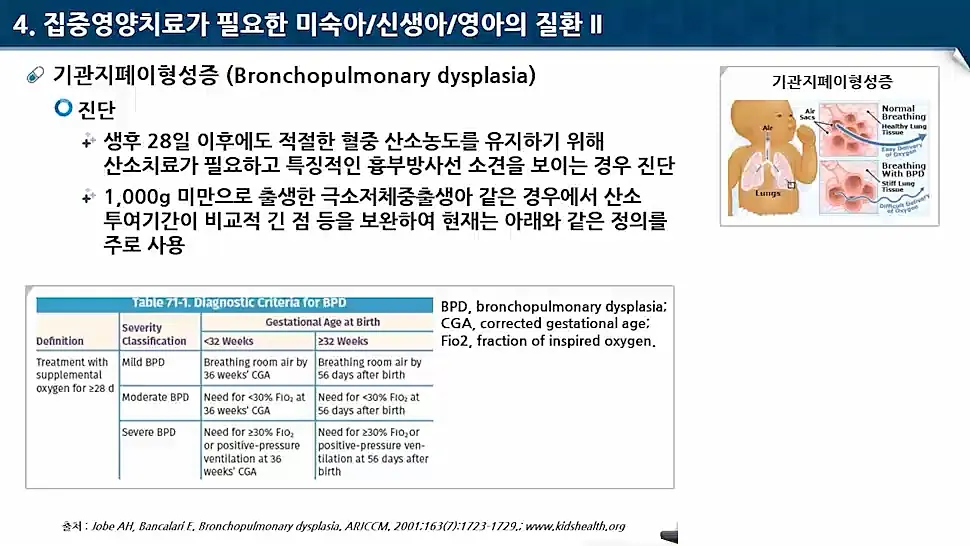 4. 집중영양치료가 필요한 미숙아/신생아/영아의 질환 II
기관지폐이형성증 (Bronchopulmonary dysplasia)
진단
생후 28일 이후에도 적절한 혈중 산소농도를 유지하기 위해
산소치료가 필요하고 특징적인 흉부방사선 소견을 보이는 경우 진단
1,000g 미만으로 출생한 극소저체중출생아 같은 경우에서 산소
투여기간이 비교적 긴 점 등을 보완하여 현재는 아래와 같은 정의를
주로 사용
기관지폐이형성증
Air
Sacs
Air
Lungs
Normal
Breathing
Healthy Lung
Tissue
Easy Delivery
of Oxygen
Breathing
With BPD
Stiff Lung
Tissue
Difficult Delivery
of Oxygen
Table 71-1. Diagnostic Criteria for BPD
Gestational Age at Birth
Definition
Severity
Classification
<32 Weeks
≥32 Weeks
Treatment with
supplemental
oxygen for ≥28 d
Mild BPD
Breathing room air by
36 weeks' CGA
Breathing room air by
56 days after birth
Moderate BPD
Need for <30% FIO₂ at
36 weeks' CGA
Need for <30% FIO₂ at
56 days after birth
Severe BPD
Need for ≥30% FIO₂
or positive-pressure
ventilation at 36
weeks' CGA
Need for ≥30% FIO₂ or
positive-pressure ven-
tilation at 56 days after
birth
BPD, bronchopulmonary dysplasia;
CGA, corrected gestational age;
Fio2, fraction of inspired oxygen.
출처 : Jobe AH, Bancalari E. Bronchopulmonary dysplasia. ARJCCM. 2001;163(7):1723-1729.; www.kidshealth.org